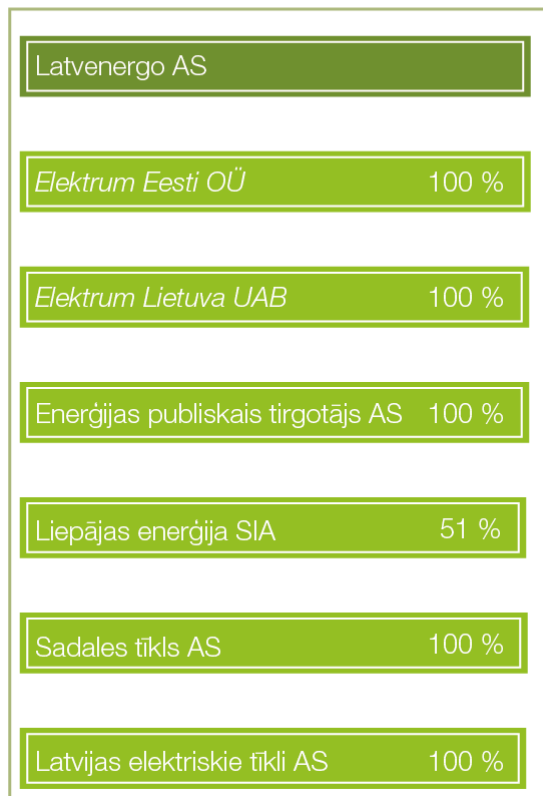 Latvenergo AS
Elektrum Eesti OÜ 100 %
Elektrum Lietuva UAB 100 %
Enerģijas publiskais tirgotājs AS 100 %
Liepājas enerģija SIA 51 %
Sadales tīkls AS 100 %
Latvijas elektriskie tīkli AS 100 %